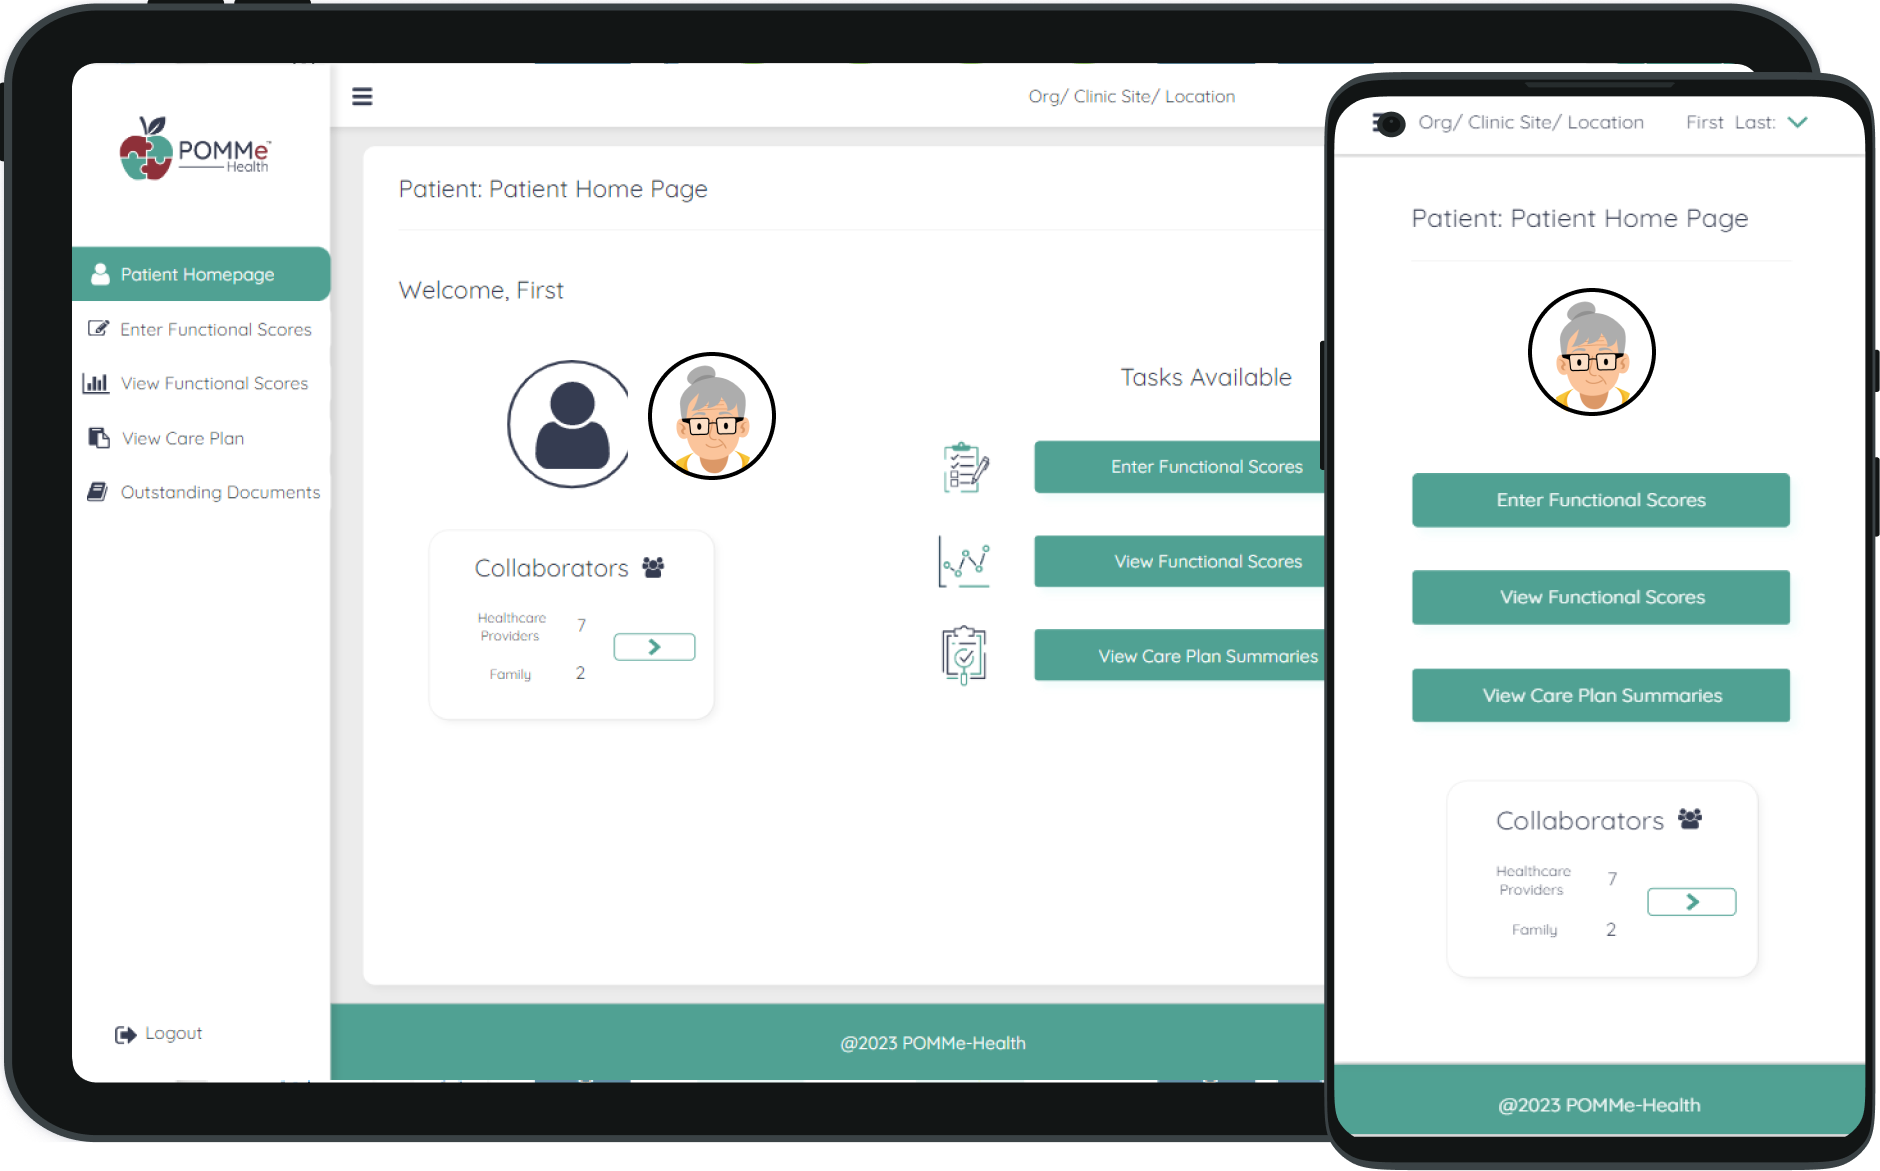 POMMe™
Health
Patient Homepage
Enter Functional Scores
View Functional Scores
View Care Plan
Outstanding Documents
Logout
Org/ Clinic Site/ Location
Patient: Patient Home Page
Welcome, First
Collaborators
Healthcare
Providers 7
Family 2
Tasks Available
Enter Functional Scores
View Functional Scores
View Care Plan Summaries
@2023 POMMe-Health
Org/ Clinic Site/ Location First Last:
Patient: Patient Home Page
Enter Functional Scores
View Functional Scores
View Care Plan Summaries
Collaborators
Healthcare
Providers 7
Family 2
@2023 POMMe-Health